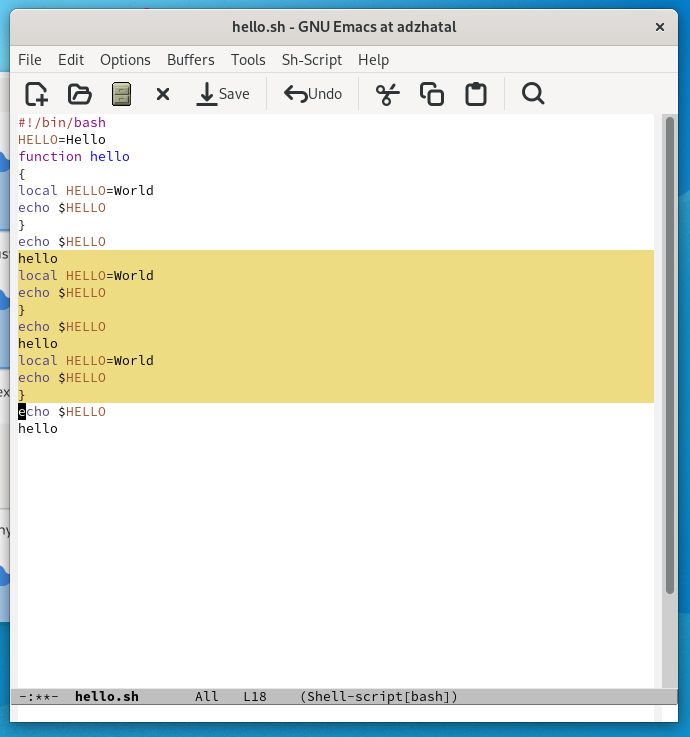 hello.sh - GNU Emacs at adzhatal ×
File Edit Options Buffers Tools Sh-Script Help
Save Undo
#!/bin/bash
HELLO=Hello
function hello
{
local HELLO=World
echo $HELLO
}
echo $HELLO
hello
local HELLO=World
echo $HELLO
}
echo $HELLO
hello
local HELLO=World
echo $HELLO
}
echo $HELLO
hello
-:**- hello.sh All L18 (Shell-script[bash])